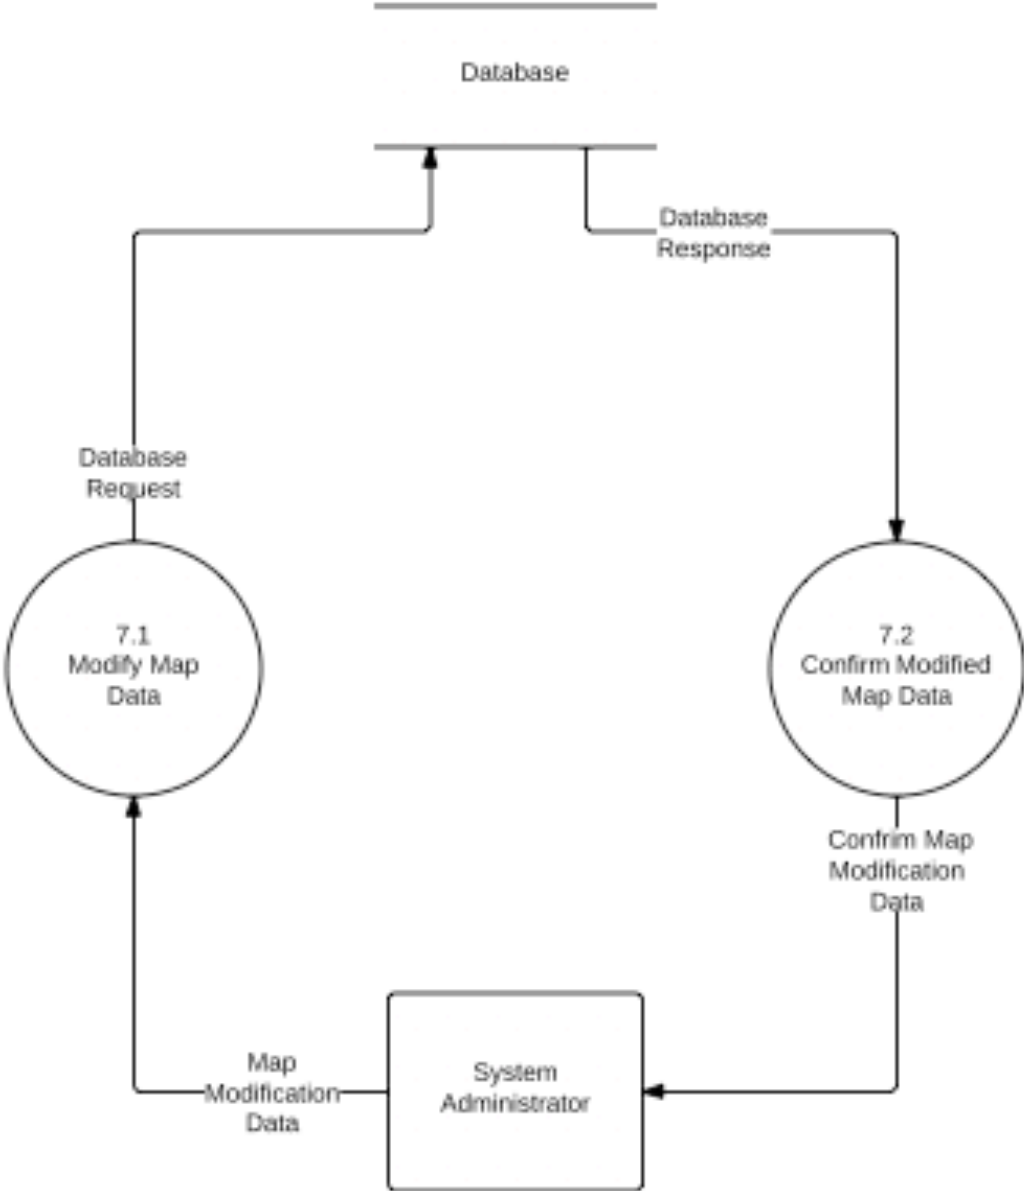 Database
Database
Response
Database
Request
7.1
Modify Map
Data
7.2
Confirm Modified
Map Data
Confrim Map
Modification
Data
Map
Modification
Data
System
Administrator